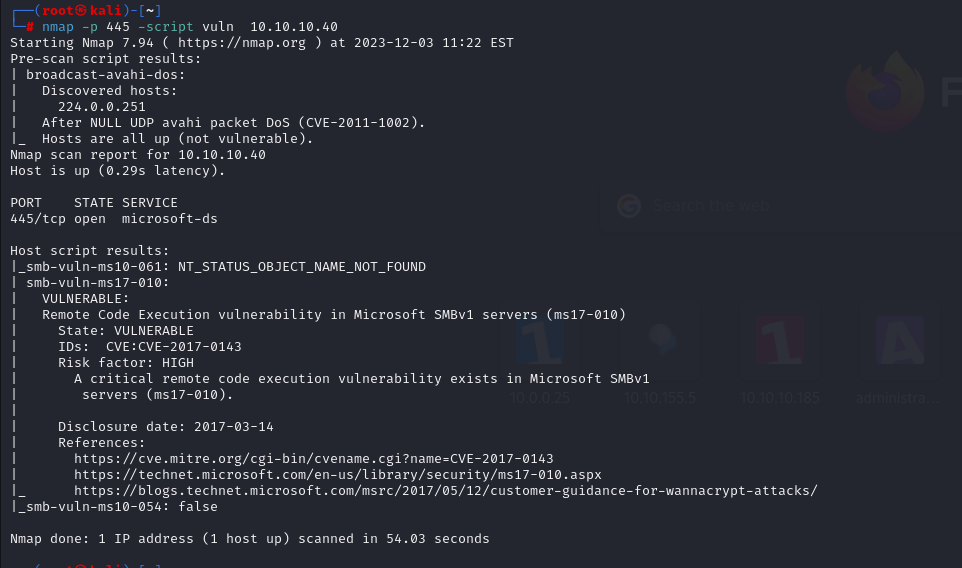 ┌──(root㉿kali)-[~]
└─# nmap -p 445 -script vuln  10.10.10.40
Starting Nmap 7.94 ( https://nmap.org ) at 2023-12-03 11:22 EST
Pre-scan script results:
| broadcast-avahi-dos:
|   Discovered hosts:
|     224.0.0.251
|   After NULL UDP avahi packet DoS (CVE-2011-1002).
|_  Hosts are all up (not vulnerable).
Nmap scan report for 10.10.10.40
Host is up (0.29s latency).
F
PORT    STATE SERVICE
Search the web
445/tcp open  microsoft-ds
Host script results:
|_smb-vuln-ms10-061: NT_STATUS_OBJECT_NAME_NOT_FOUND
| smb-vuln-ms17-010:
|   VULNERABLE:
|   Remote Code Execution vulnerability in Microsoft SMBv1 servers (ms17-010)
|     State: VULNERABLE
|     IDs:  CVE:CVE-2017-0143
|     Risk factor: HIGH
|       A critical remote code execution vulnerability exists in Microsoft SMBv1
|        servers (ms17-010).
|
|     Disclosure date: 2017-03-14
|     References:
|       https://cve.mitre.org/cgi-bin/cvename.cgi?name=CVE-2017-0143
|       https://technet.microsoft.com/en-us/library/security/ms17-010.aspx
|_      https://blogs.technet.microsoft.com/msrc/2017/05/12/customer-guidance-for-wannacrypt-attacks/
|_smb-vuln-ms10-054: false
1
1
A
10.0.0.25
10.10.155.5
10.10.10.185
administra...
Nmap done: 1 IP address (1 host up) scanned in 54.03 seconds
┌──(root㉿kali)-[~]